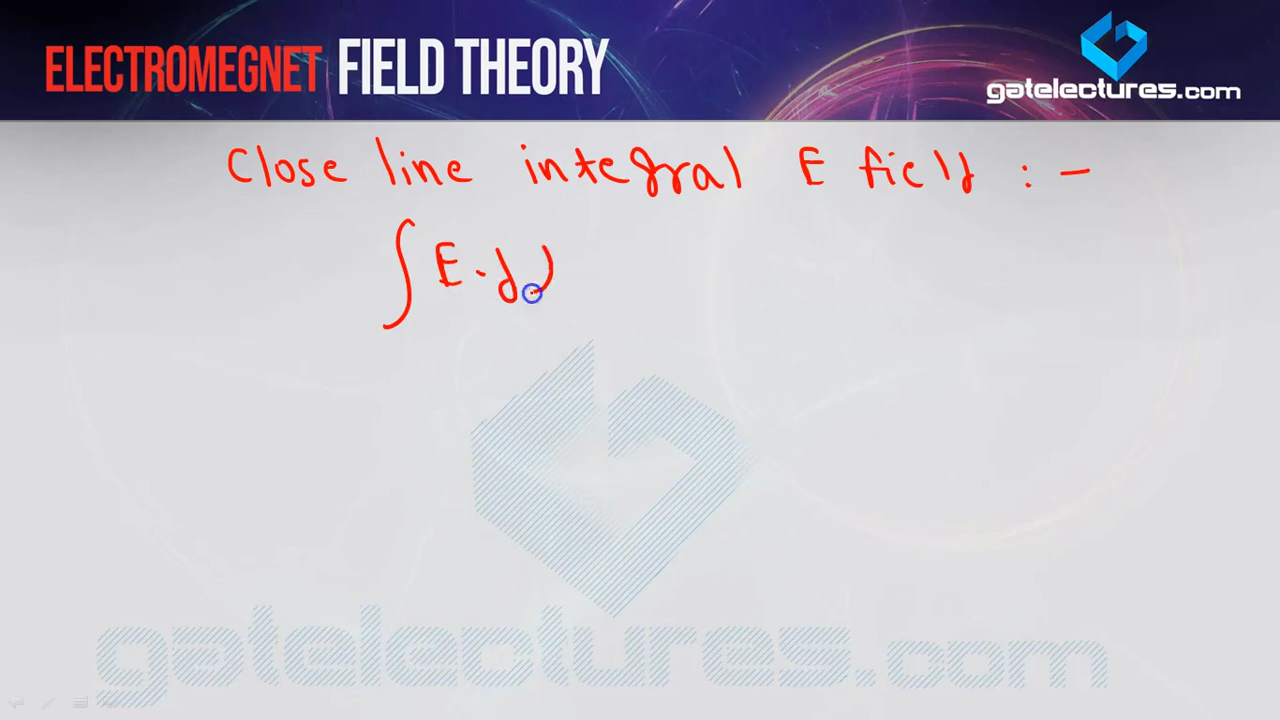 ELECTROMEGNET FIELD THEORY
gatelectures.com
Close line integral E field : -
∫ E . dl
gatelectures.com